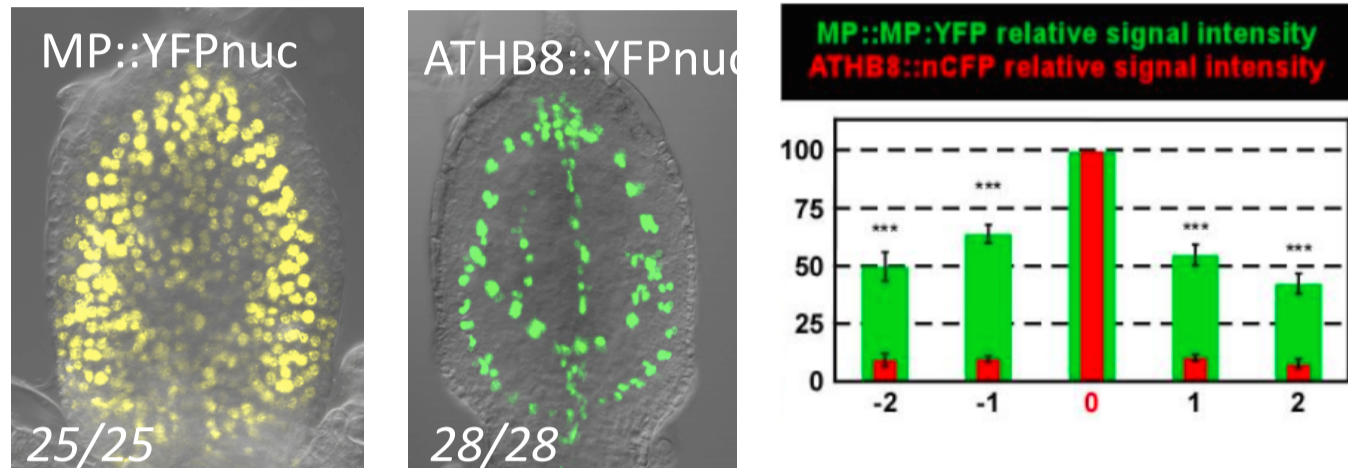 MP::YFPnuc
25/25
ATHB8::YFPnuc
28/28
MP::MP:YFP relative signal intensity
ATHB8::nCFP relative signal intensity
100
75
50
25
0
***
***
***
***
-2 -1 0 1 2